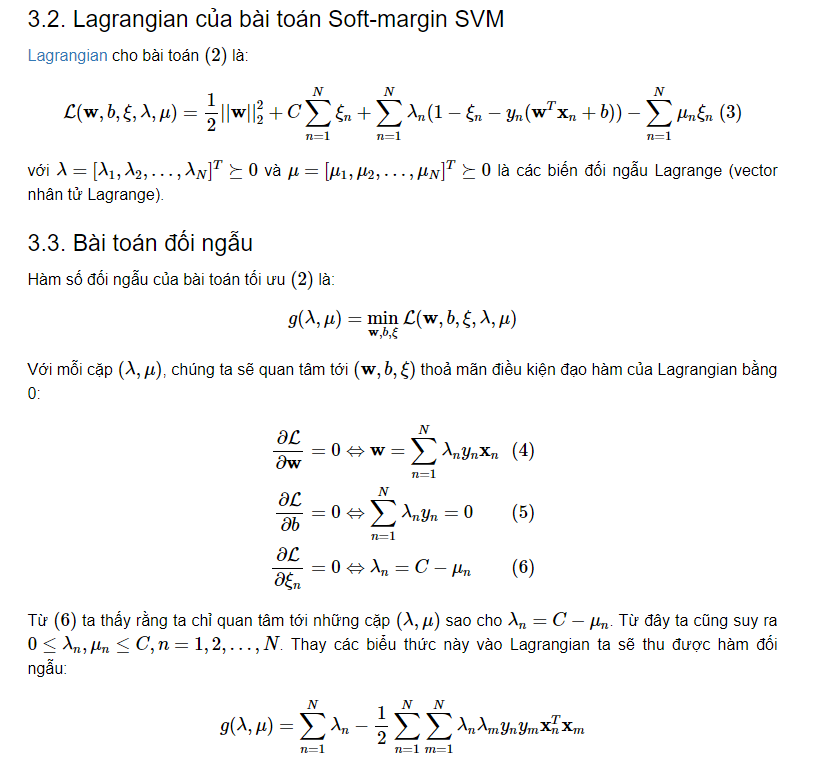 3.2. Lagrangian của bài toán Soft-margin SVM
Lagrangian cho bài toán (2) là:
$$\mathcal{L}(\mathbf{w}, b, \xi, \lambda, \mu) = \frac{1}{2}||\mathbf{w}||_2^2 + C\sum_{n=1}^{N} \xi_n + \sum_{n=1}^{N} \lambda_n(1 - \xi_n - y_n(\mathbf{w}^T\mathbf{x}_n + b)) - \sum_{n=1}^{N} \mu_n \xi_n \ (3)$$
với $\lambda = [\lambda_1, \lambda_2, \ldots, \lambda_N]^T \succeq 0$ và $\mu = [\mu_1, \mu_2, \ldots, \mu_N]^T \succeq 0$ là các biến đối ngẫu Lagrange (vector
nhân tử Lagrange).
3.3. Bài toán đối ngẫu
Hàm số đối ngẫu của bài toán tối ưu (2) là:
$$g(\lambda, \mu) = \min_{\mathbf{w}, b, \xi} \mathcal{L}(\mathbf{w}, b, \xi, \lambda, \mu)$$
Với mỗi cặp $(\lambda, \mu)$, chúng ta sẽ quan tâm tới $(\mathbf{w}, b, \xi)$ thoả mãn điều kiện đạo hàm của Lagrangian bằng
0:
$$\frac{\partial \mathcal{L}}{\partial \mathbf{w}} = 0 \Leftrightarrow \mathbf{w} = \sum_{n=1}^{N} \lambda_n y_n \mathbf{x}_n \quad (4)$$
$$\frac{\partial \mathcal{L}}{\partial b} = 0 \Leftrightarrow \sum_{n=1}^{N} \lambda_n y_n = 0 \quad (5)$$
$$\frac{\partial \mathcal{L}}{\partial \xi_n} = 0 \Leftrightarrow \lambda_n = C - \mu_n \quad (6)$$
Từ (6) ta thấy rằng ta chỉ quan tâm tới những cặp $(\lambda, \mu)$ sao cho $\lambda_n = C - \mu_n$. Từ đây ta cũng suy ra
$0 \leq \lambda_n, \mu_n \leq C, n = 1, 2, \ldots, N$. Thay các biểu thức này vào Lagrangian ta sẽ thu được hàm đối
ngẫu:
$$g(\lambda, \mu) = \sum_{n=1}^{N} \lambda_n - \frac{1}{2}\sum_{n=1}^{N}\sum_{m=1}^{N} \lambda_n \lambda_m y_n y_m \mathbf{x}_n^T \mathbf{x}_m$$